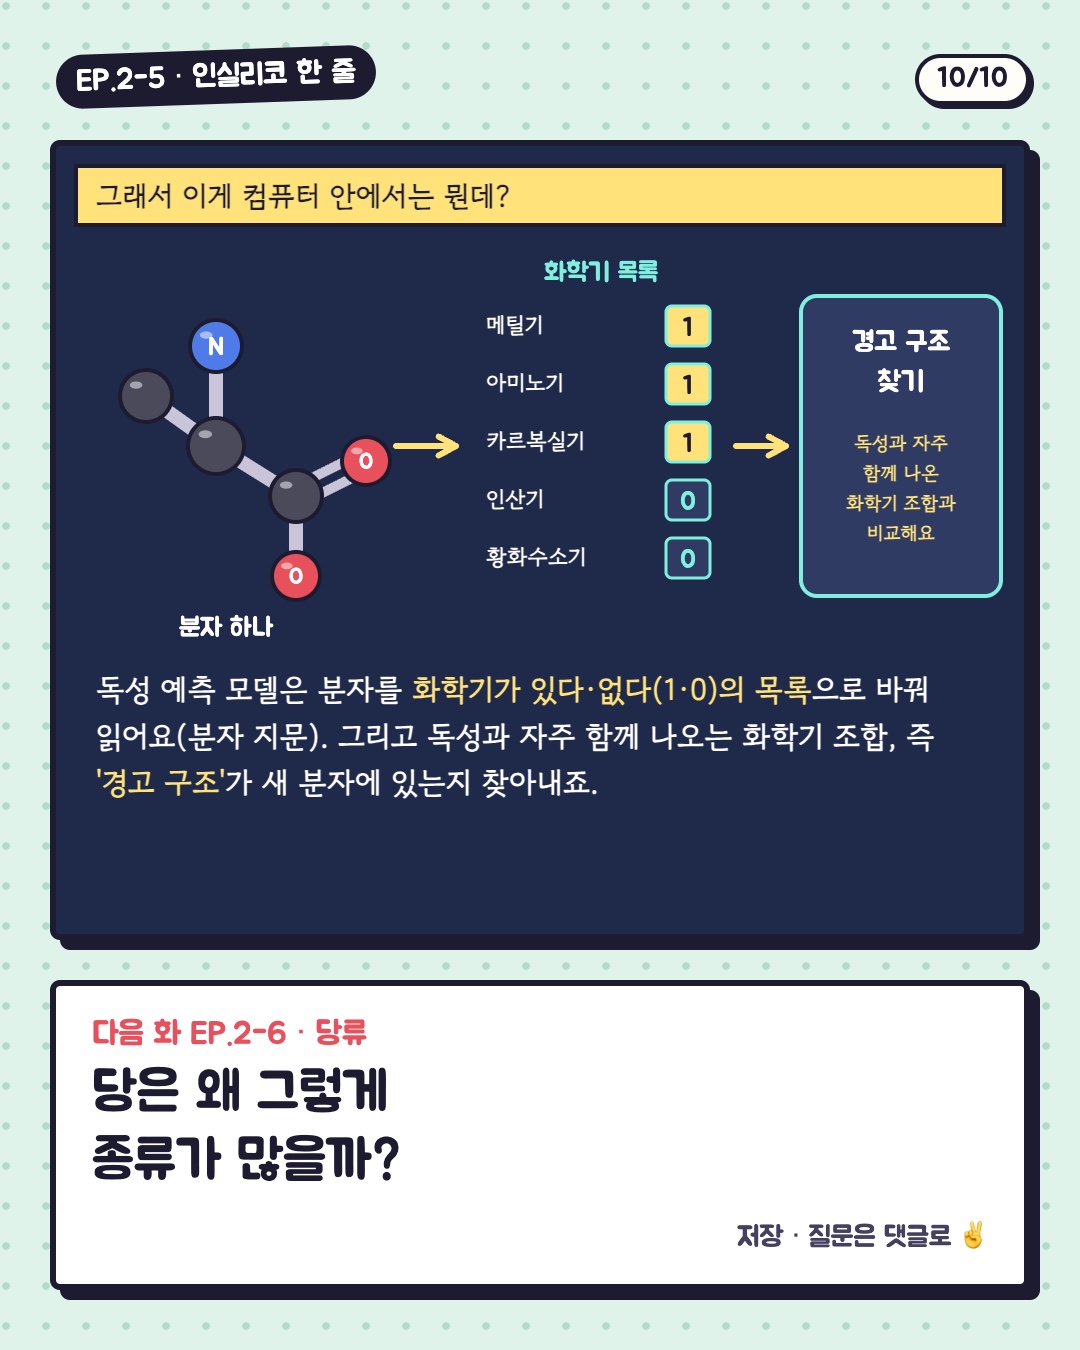 EP.2-5 · 인실리코 한 줄
10/10
그래서 이게 컴퓨터 안에서는 뭔데?
N
O
O
분자 하나
화학기 목록
메틸기 1
아미노기 1
카르복실기 1
인산기 0
황화수소기 0
경고 구조
찾기
독성과 자주
함께 나온
화학기 조합과
비교해요
독성 예측 모델은 분자를 화학기가 있다·없다(1·0)의 목록으로 바꿔
읽어요(분자 지문). 그리고 독성과 자주 함께 나오는 화학기 조합, 즉
'경고 구조'가 새 분자에 있는지 찾아내죠.
다음 화 EP.2-6 · 당류
당은 왜 그렇게
종류가 많을까?
저장 · 질문은 댓글로 ✌️